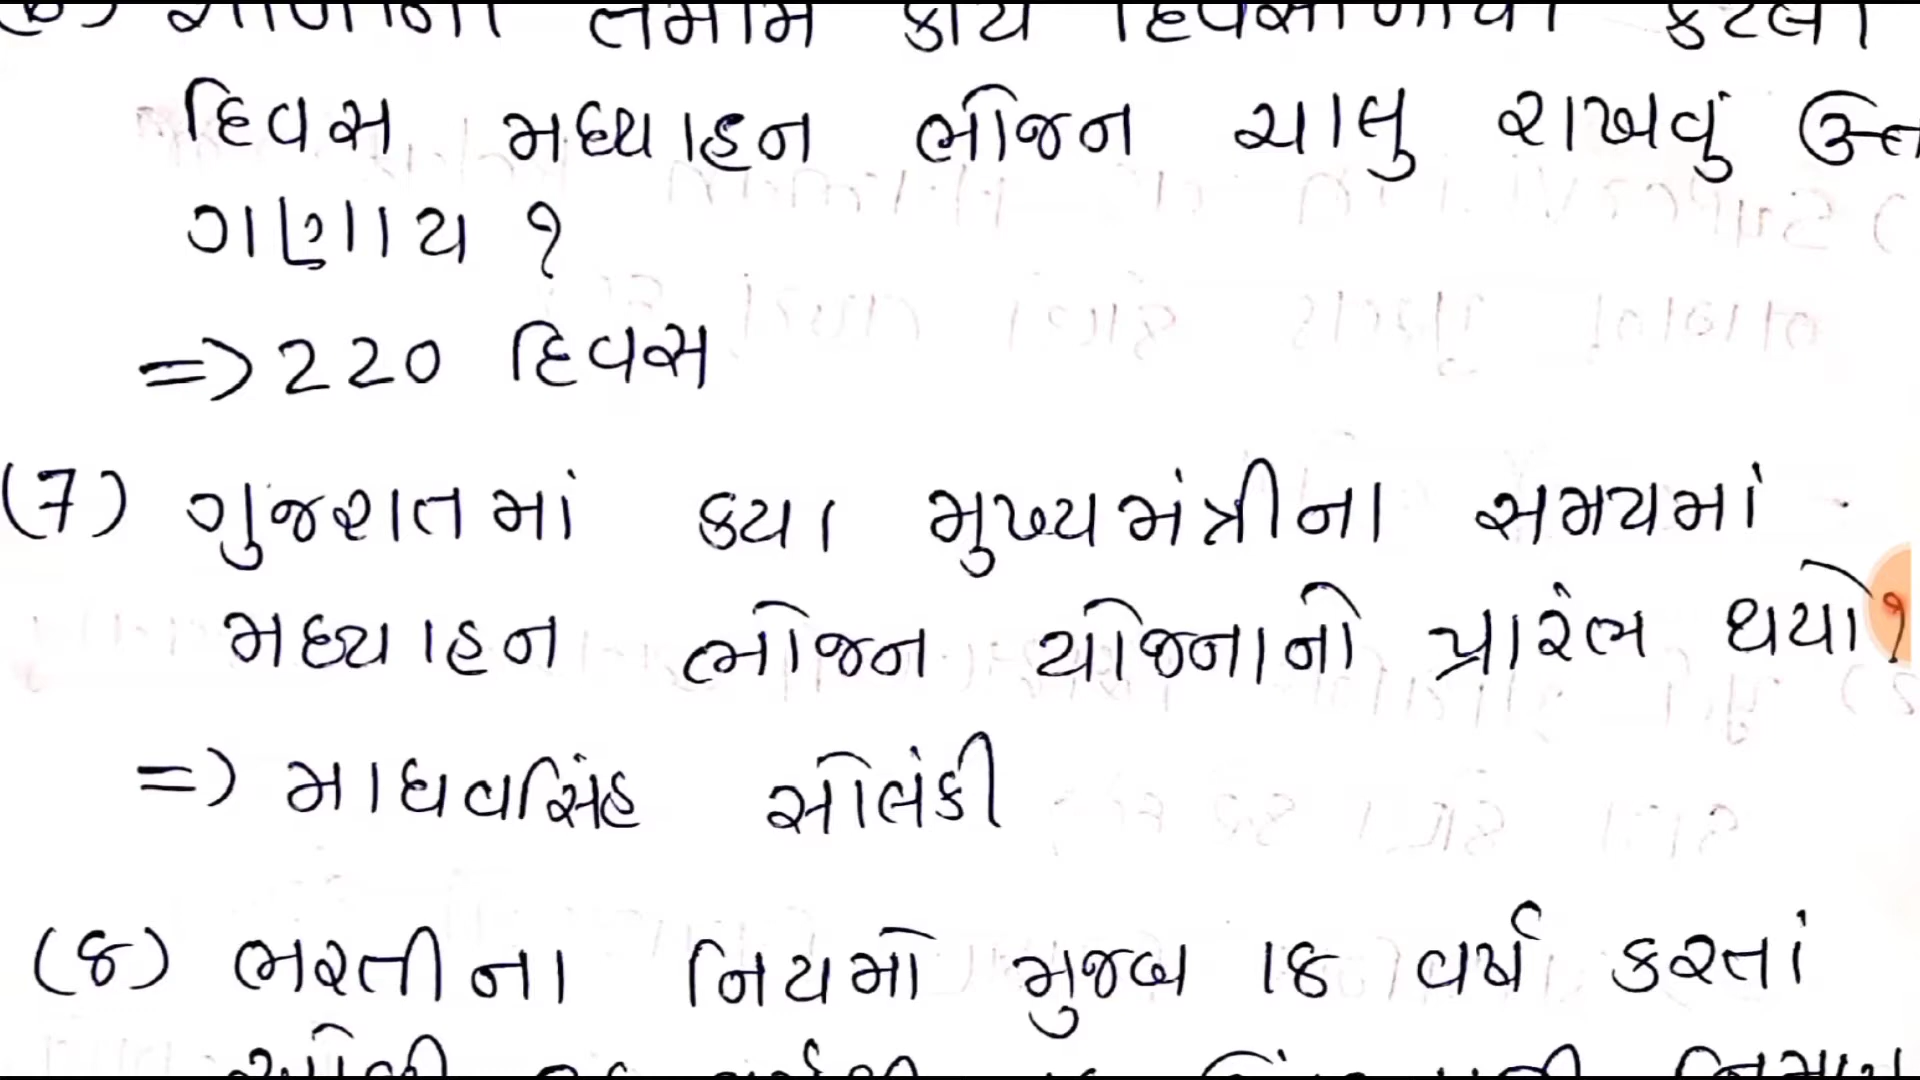 તમામ કાર્ય
દિવસ મધ્યાહન ભોજન ચાલુ રાખવું
ગણાય ?
=> 220 દિવસ
(7) ગુજરાતમાં કયા મુખ્યમંત્રીના સમયમાં
મધ્યાહન ભોજન યોજનાનો પ્રારંભ થયો ?
=> માધવસિંહ સોલંકી
(8) ભરતીના નિયમો મુજબ 18 વર્ષ કરતાં